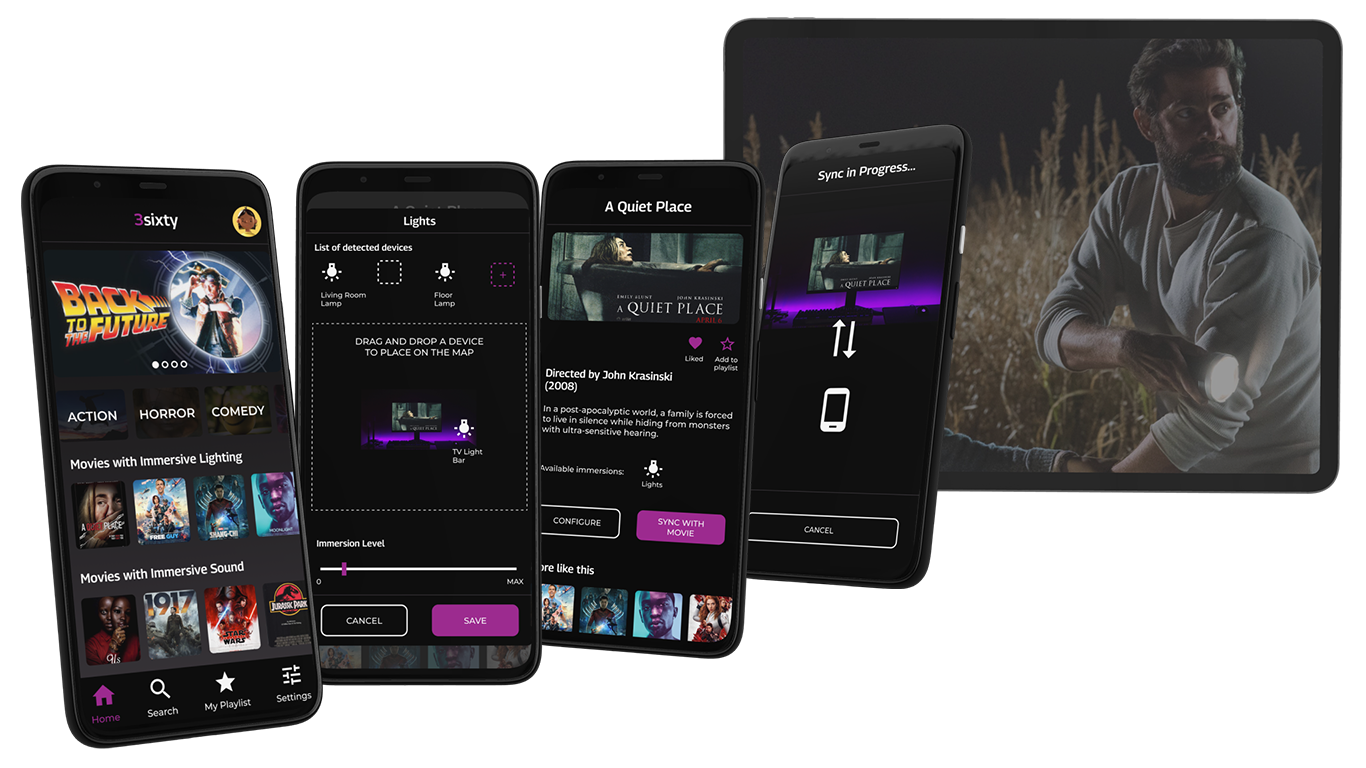 3sixty
BACK
TO
THE FUTURE
ACTION
HORROR
COMEDY
Movies with Immersive Lighting
FREE GUY
SHANG-CHI
MOONLIGHT
Movies with Immersive Sound
us
1917
STAR
WARS
JURASSIC PARK
Home
Search
My Playlist
Settings
Lights
List of detected devices
Living Room
Lamp
Floor
Lamp
DRAG AND DROP A DEVICE
TO PLACE ON THE MAP
TV Light
Bar
Immersion Level
0
MAX
CANCEL
SAVE
A Quiet Place
EMILY BLUNT
JOHN KRASINSKI
A QUIET PLACE
APRIL 6
Liked
Add to
playlist
Directed by John Krasinski
(2008)
In a post-apocalyptic world, a family is forced
to live in silence while hiding from monsters
with ultra-sensitive hearing.
Available immersions:
Lights
CONFIGURE
SYNC WITH
MOVIE
ore like this
Sync in Progress...
A QUIET PLACE
CANCEL